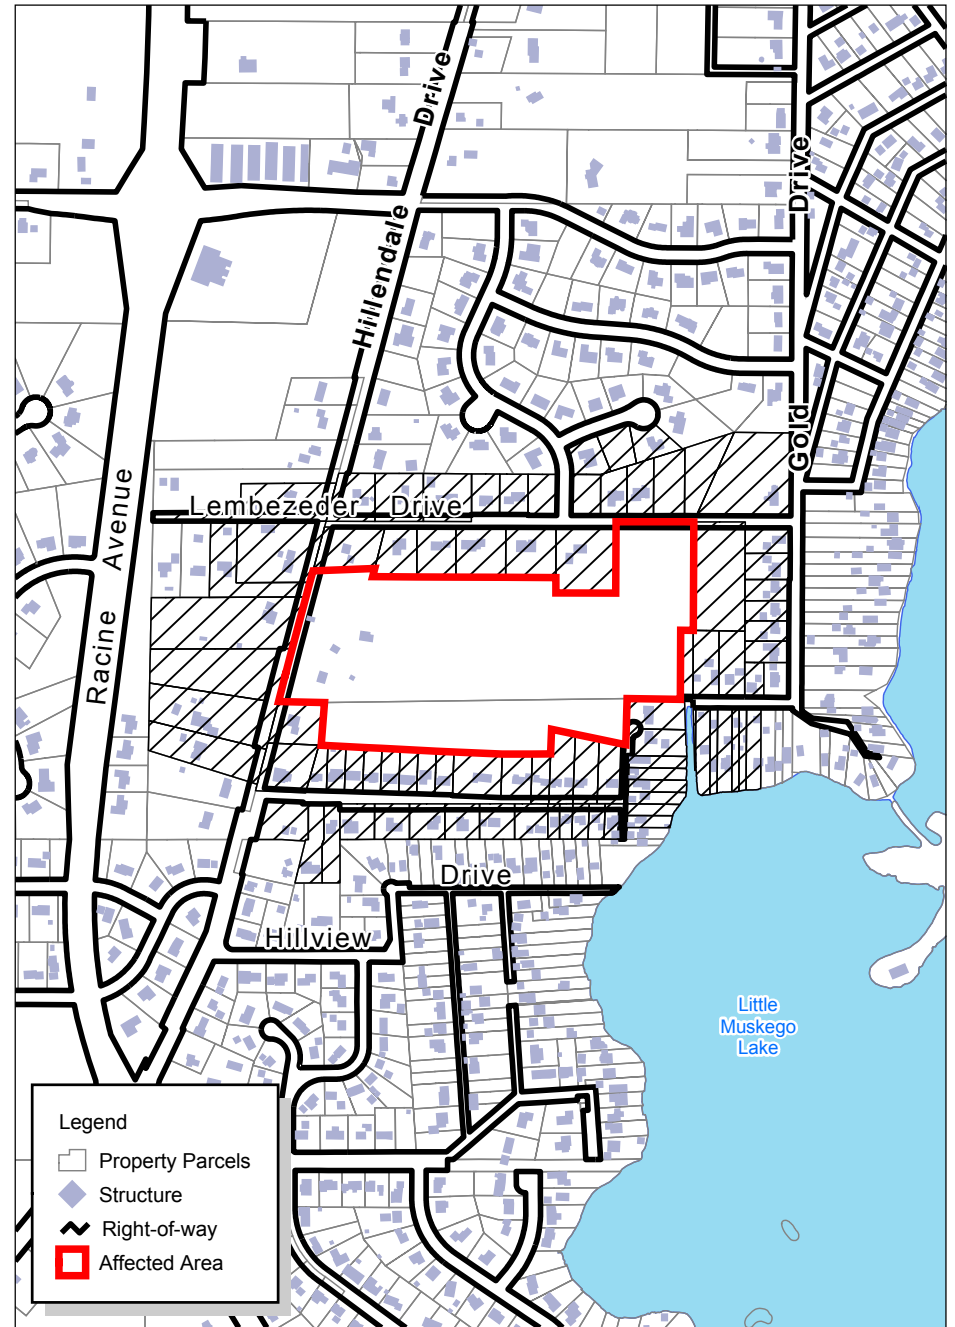 Hillendale Drive
Gold Drive
Lembezeder Drive
Racine Avenue
Drive
Hillview
Little
Muskego
Lake
Legend
Property Parcels
Structure
Right-of-way
Affected Area